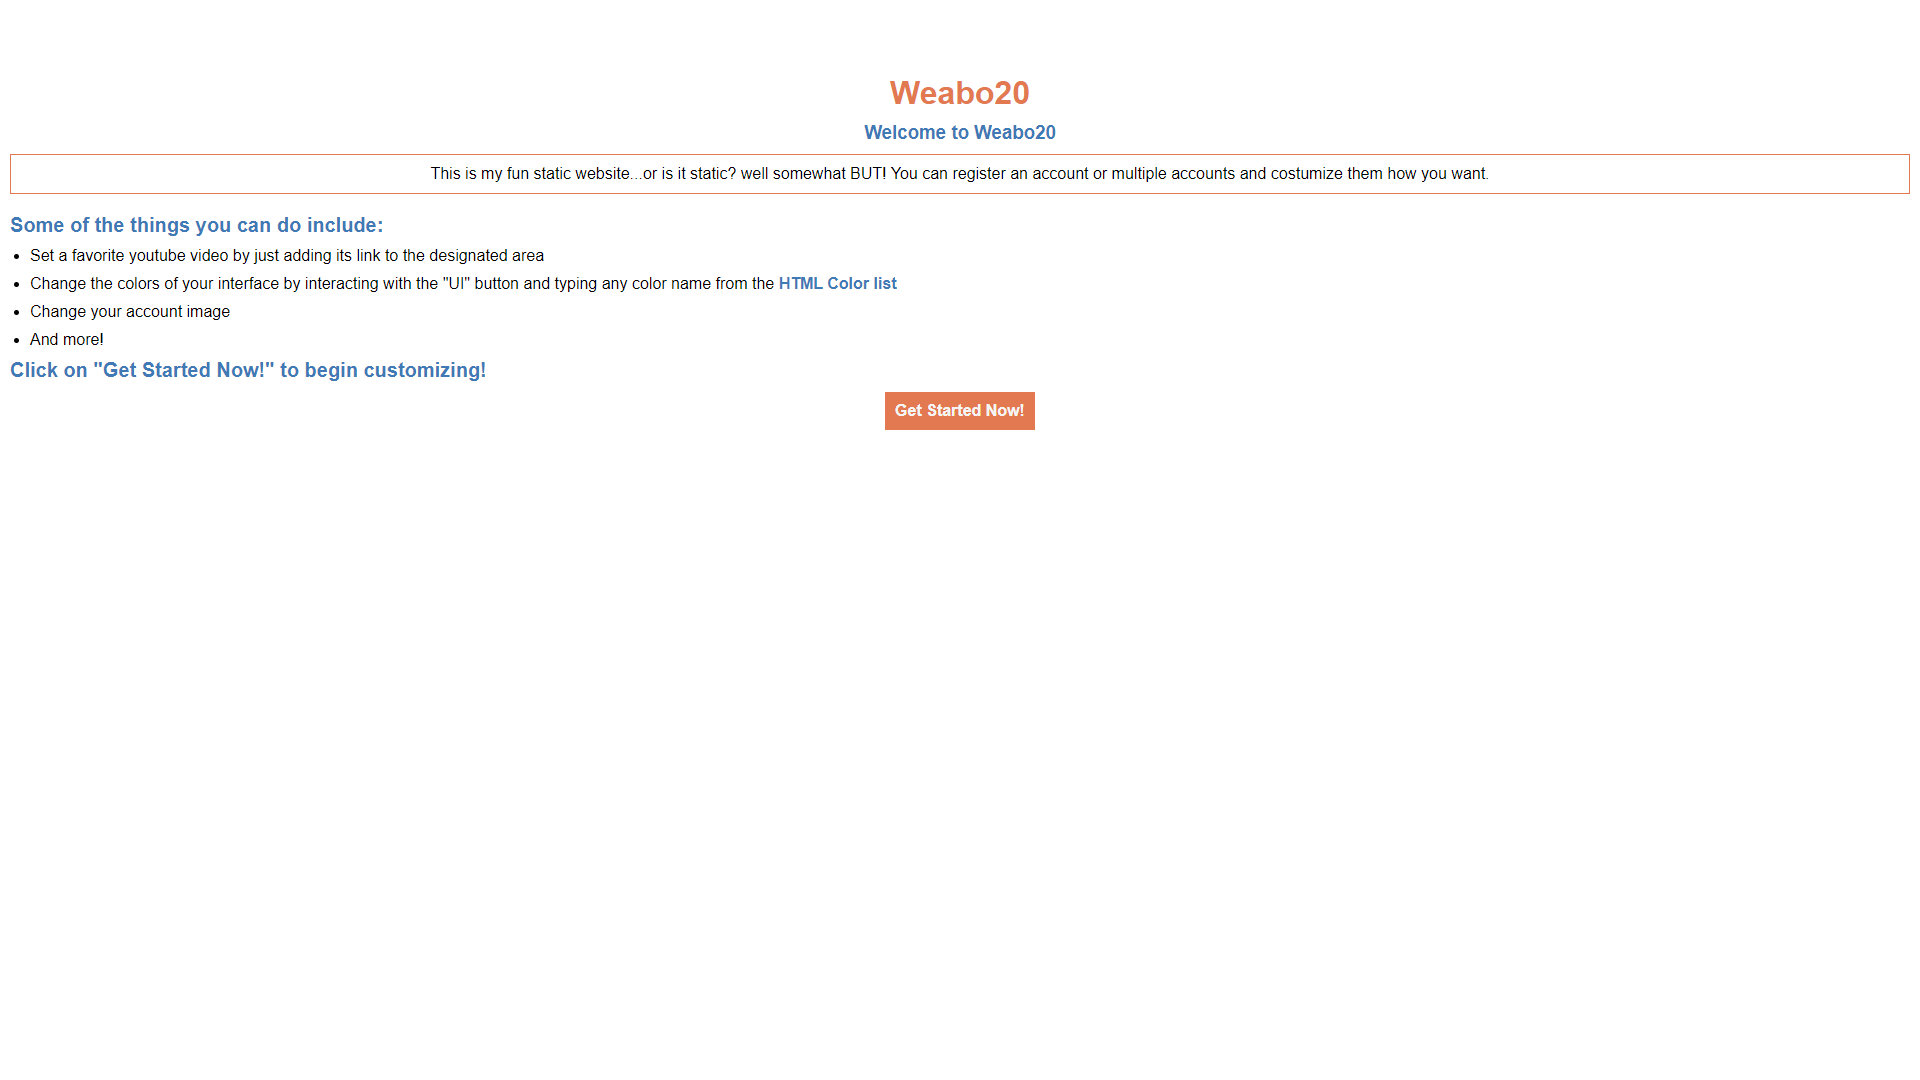 Weabo20
Welcome to Weabo20
This is my fun static website...or is it static? well somewhat BUT! You can register an account or multiple accounts and costumize them how you want.
Some of the things you can do include:
Set a favorite youtube video by just adding its link to the designated area
Change the colors of your interface by interacting with the "UI" button and typing any color name from the HTML Color list
Change your account image
And more!
Click on "Get Started Now!" to begin customizing!
Get Started Now!